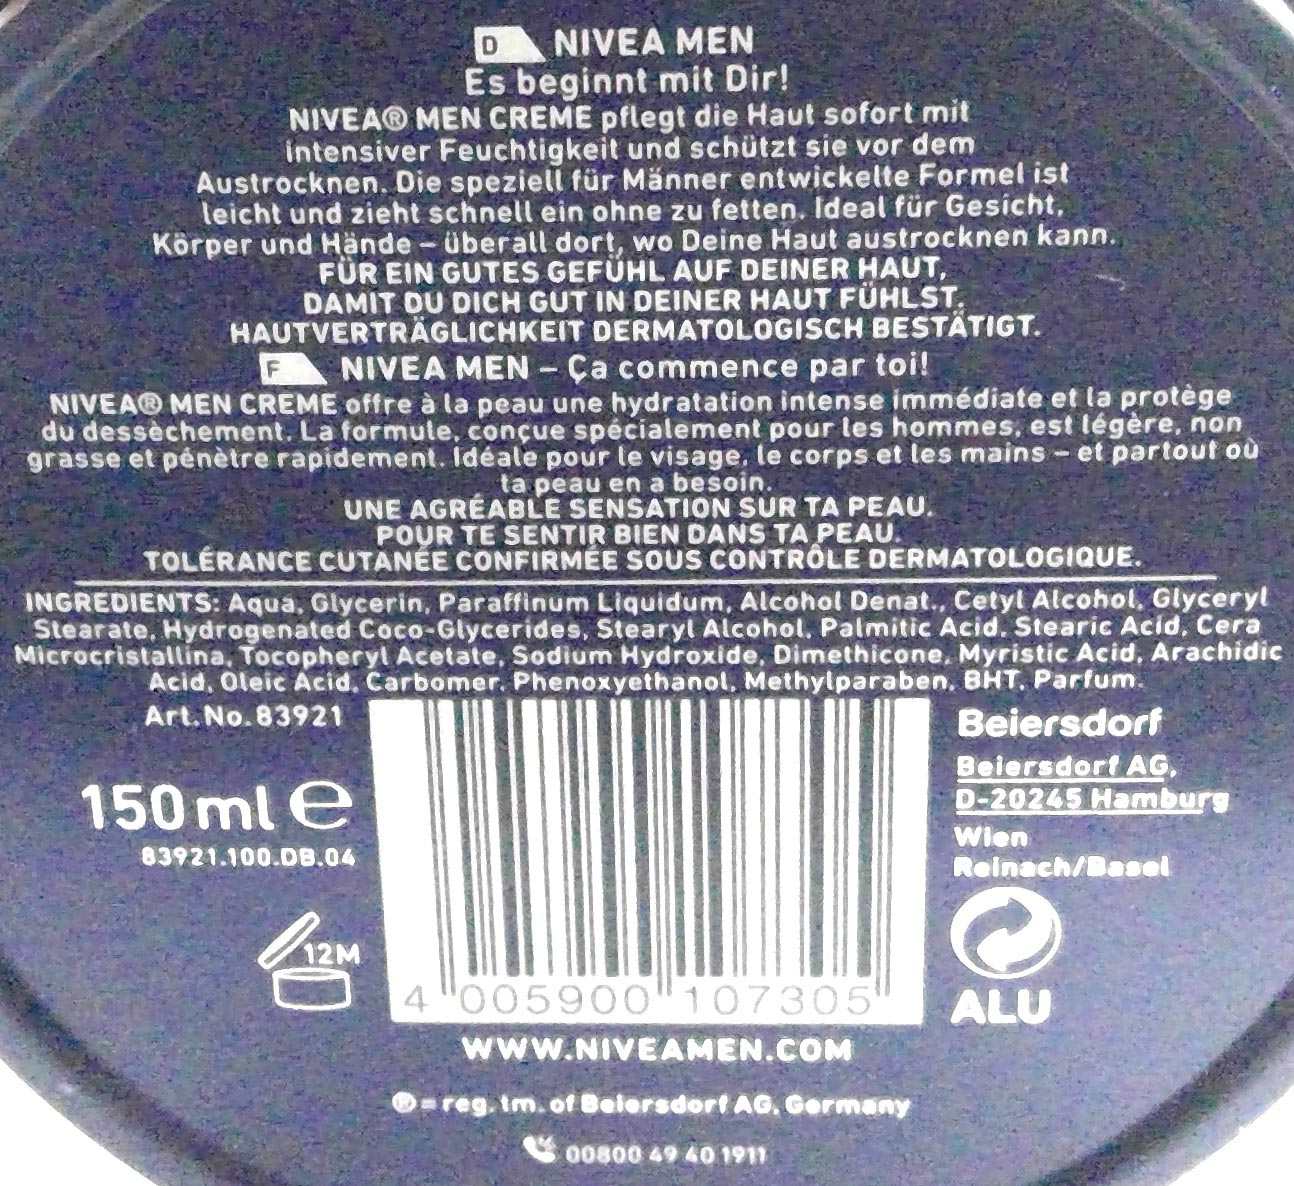 D NIVEA MEN
Es beginnt mit Dir!
NIVEA® MEN CREME pflegt die Haut sofort mit
intensiver Feuchtigkeit und schützt sie vor dem
Austrocknen. Die speziell für Männer entwickelte Formel ist
leicht und zieht schnell ein ohne zu fetten. Ideal für Gesicht,
Körper und Hände – überall dort, wo Deine Haut austrocknen kann.
FÜR EIN GUTES GEFÜHL AUF DEINER HAUT,
DAMIT DU DICH GUT IN DEINER HAUT FÜHLST.
HAUTVERTRÄGLICHKEIT DERMATOLOGISCH BESTÄTIGT.
F NIVEA MEN – Ça commence par toi!
NIVEA® MEN CREME offre à la peau une hydratation intense immédiate et la protège
du dessèchement. La formule, conçue spécialement pour les hommes, est légère, non
grasse et pénètre rapidement. Idéale pour le visage, le corps et les mains – et partout où
ta peau en a besoin.
UNE AGRÉABLE SENSATION SUR TA PEAU.
POUR TE SENTIR BIEN DANS TA PEAU.
TOLÉRANCE CUTANÉE CONFIRMÉE SOUS CONTRÔLE DERMATOLOGIQUE.
INGREDIENTS: Aqua, Glycerin, Paraffinum Liquidum, Alcohol Denat., Cetyl Alcohol, Glyceryl
Stearate, Hydrogenated Coco-Glycerides, Stearyl Alcohol, Palmitic Acid, Stearic Acid, Cera
Microcristallina, Tocopheryl Acetate, Sodium Hydroxide, Dimethicone, Myristic Acid, Arachidic
Acid, Oleic Acid, Carbomer, Phenoxyethanol, Methylparaben, BHT, Parfum.
Art.No.83921
150 ml e
83921.100.DB.04
12M
4 005900 107305
Beiersdorf
Beiersdorf AG,
D-20245 Hamburg
Wien
Reinach/Basel
ALU
WWW.NIVEAMEN.COM
® = reg. tm. of Beiersdorf AG, Germany
00800 49 40 1911